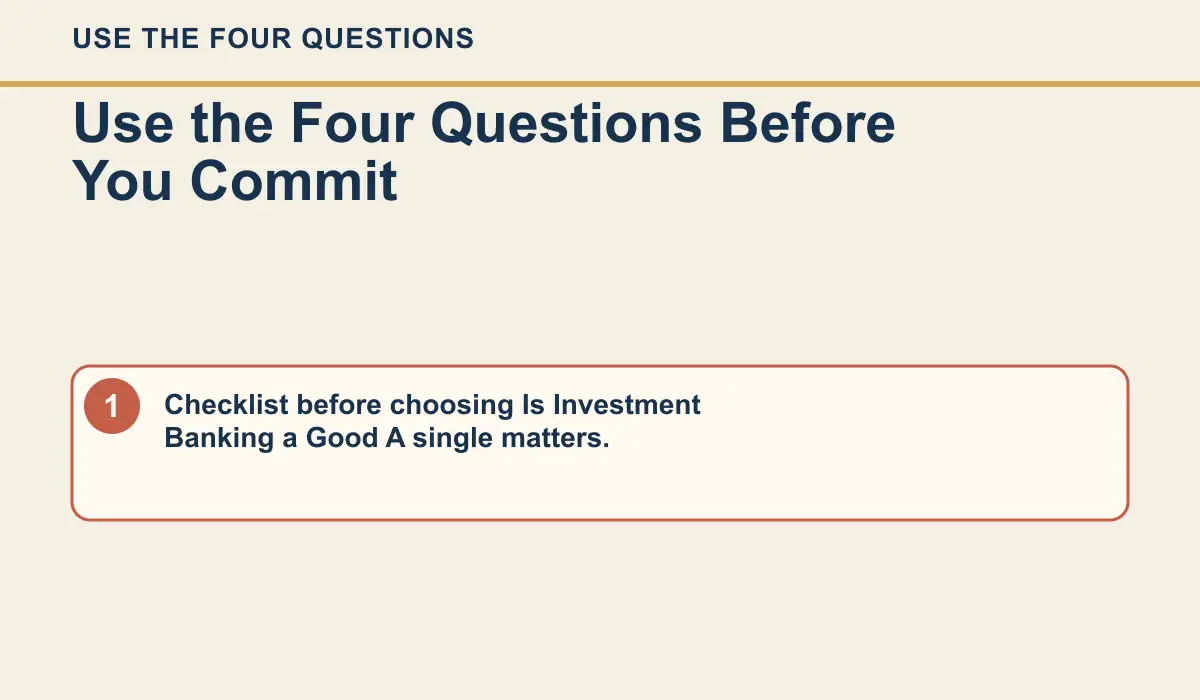 USE THE FOUR QUESTIONS
Use the Four Questions Before
You Commit
1
Checklist before choosing Is Investment
Banking a Good A single matters.